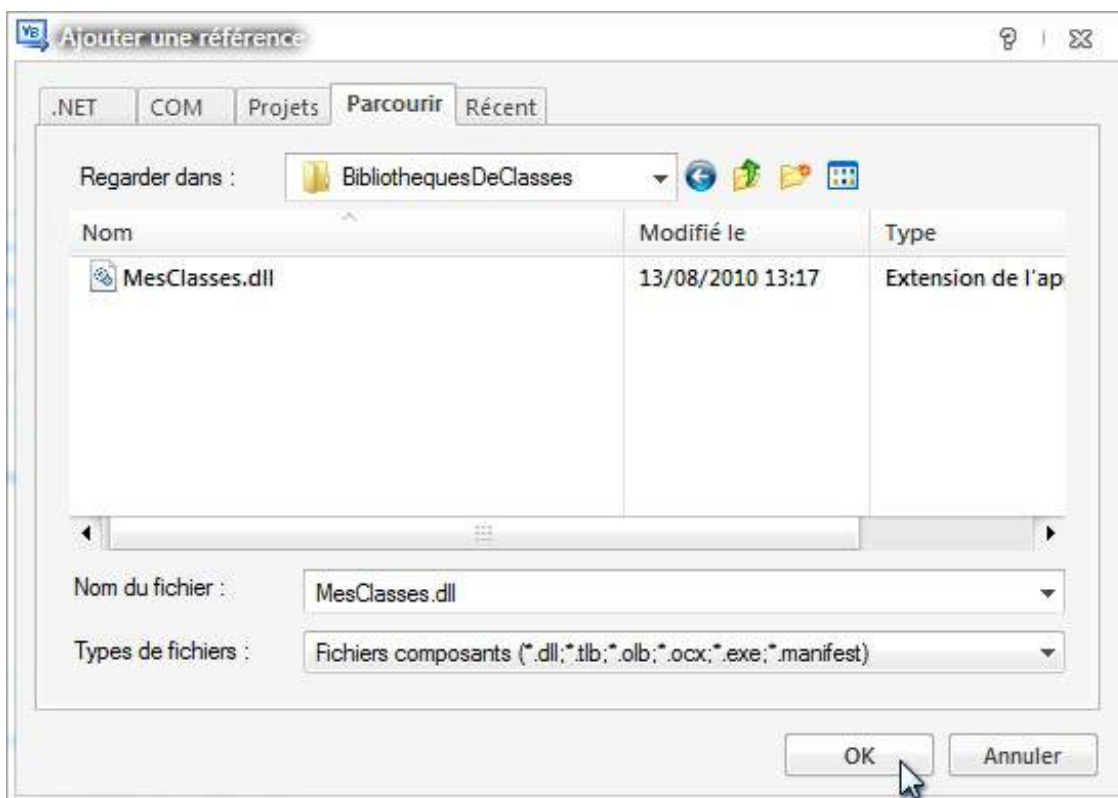 VB Ajouter une référence
.NET COM Projets Parcourir Récent
Regarder dans : BibliothequesDeClasses
Nom Modifié le Type
MesClasses.dll 13/08/2010 13:17 Extension de l'ap
Nom du fichier : MesClasses.dll
Types de fichiers : Fichiers composants (*.dll;*.tlb;*.olb;*.ocx;*.exe;*.manifest)
OK Annuler